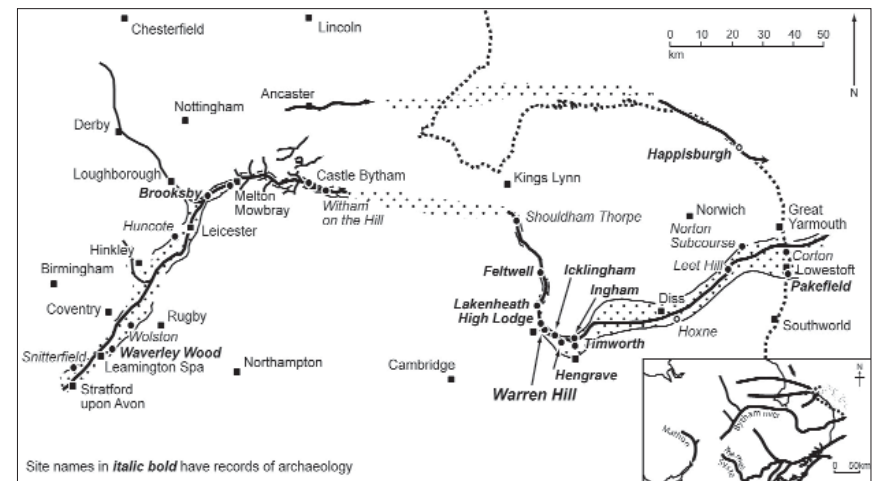 Chesterfield
Lincoln
0 10 20 30 40 50
km
N
Nottingham
Ancaster
Derby
Happisburgh
Loughborough
Castle Bytham
Kings Lynn
Brooksby
Melton
Mowbray
Witham
on the Hill
Shouldham Thorpe
Norwich
Great
Yarmouth
Huncote
Leicester
Norton
Subcourse
Hinkley
Feltwell
Icklingham
Leet Hill
Corton
Lowestoft
Birmingham
Ingham
Pakefield
Lakenheath
High Lodge
Diss
Coventry
Rugby
Hoxne
Southworld
Wolston
Timworth
Snitterfield
Waverley Wood
Leamington Spa
Northampton
Cambridge
Hengrave
Warren Hill
Stratford
upon Avon
N
Bytham river
0 50km
Site names in italic bold have records of archaeology